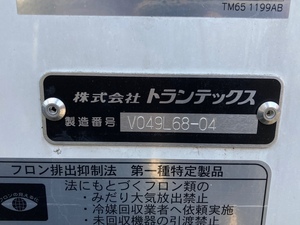 TM65 1199AB
株式会社 トランテックス
製造番号 V049L68-04
フロン排出抑制法 第一種特定製品
法にもとづくフロン類の
・みだり大気放出禁止
・冷媒回収業者へ依頼実施
・未回収機器の引渡禁止